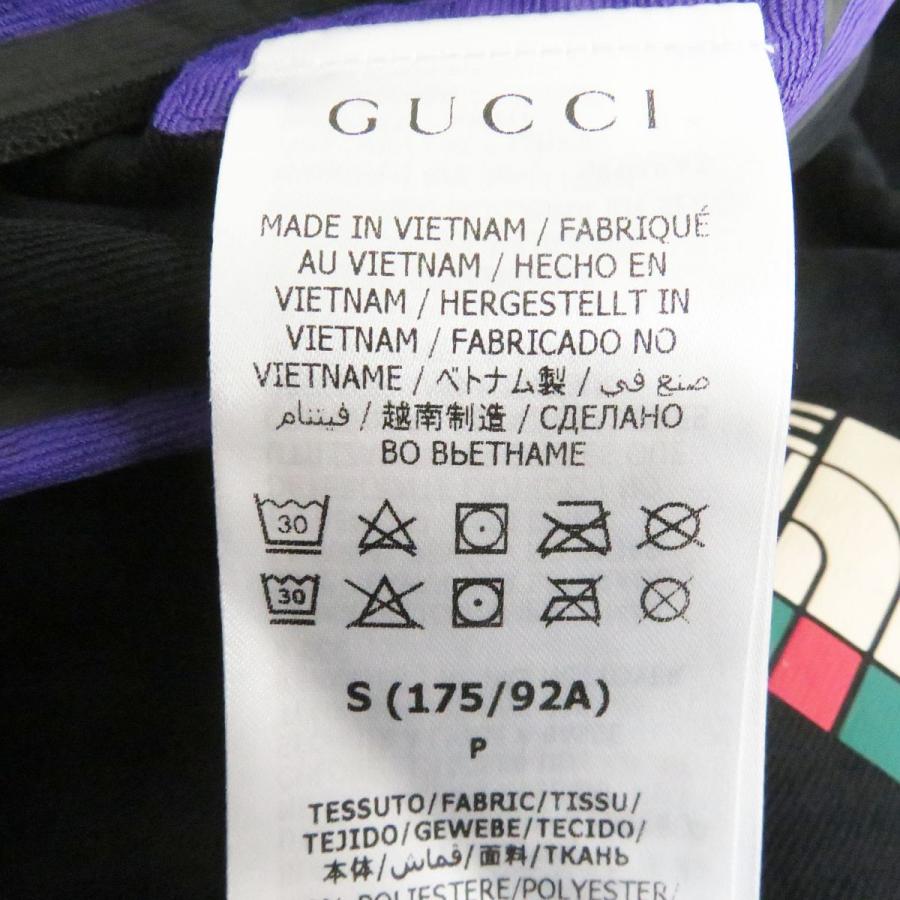 GUCCI
MADE IN VIETNAM / FABRIQUÉ
AU VIETNAM / HECHO EN
VIETNAM / HERGESTELLT IN
VIETNAM / FABRICADO NO
VIETNAME / ベトナム製 / صنع في
فيتنام / 越南制造 / СДЕЛАНО
ВО ВЬЕТНАМЕ
30
30
S (175/92A)
P
TESSUTO/FABRIC/TISSU/
TEJIDO/GEWEBE/TECIDO/
本体/قماش/面料/ТКАНЬ
POLIESTERE/POLYESTER/